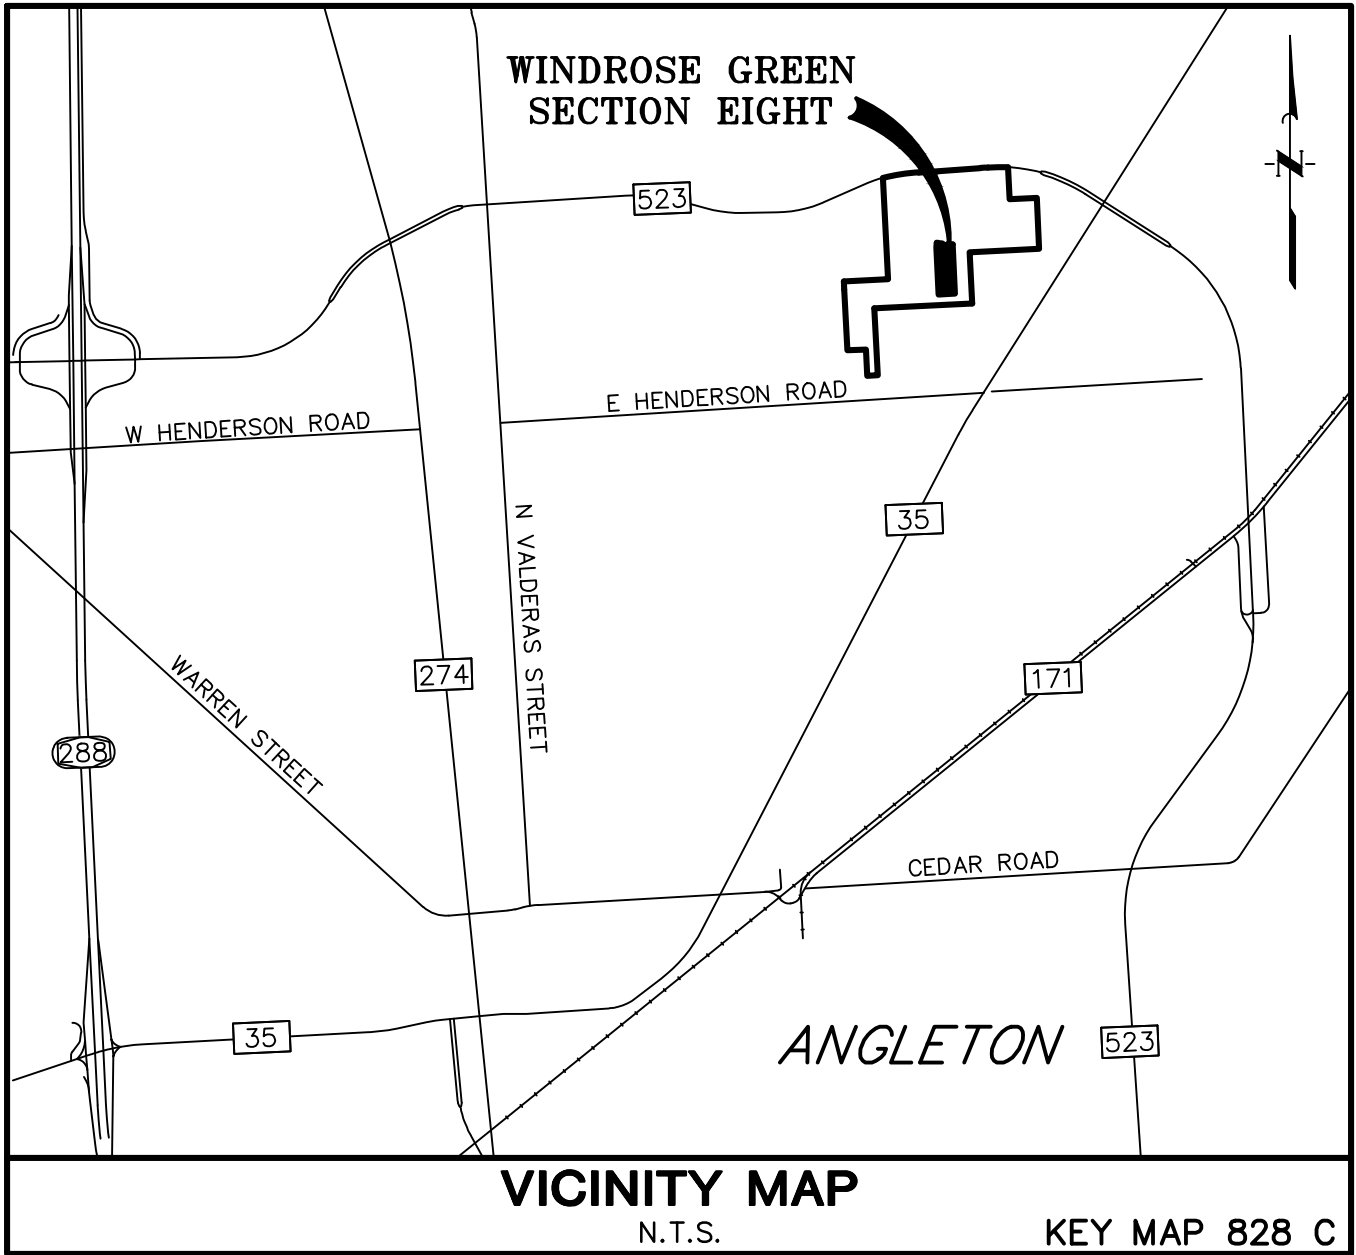 WINDROSE GREEN
SECTION EIGHT
N
523
E HENDERSON ROAD
W HENDERSON ROAD
35
N VALDERAS STREET
274
171
WARREN STREET
288
CEDAR ROAD
35
ANGLETON
523
VICINITY MAP
N.T.S.
KEY MAP 828 C